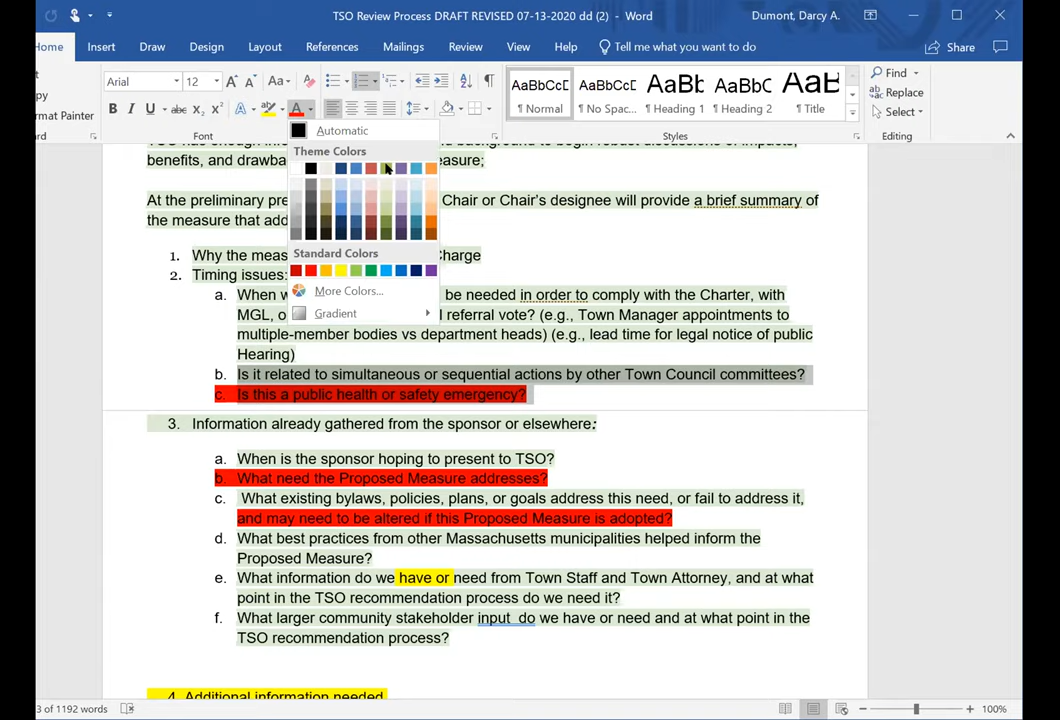 TSO Review Process DRAFT REVISED 07-13-2020 dd (2) - Word
Dumont, Darcy A.
Home Insert Draw Design Layout References Mailings Review View Help Tell me what you want to do Share
Arial 12 Aa
AaBbCcD AaBbCcDc AaBbC AaBbC AaB
Find
Replace
Select
B I U abc x2 x2 A
¶ Normal ¶ No Spac... Heading 1 Heading 2 Title
ormat Painter
Font
Styles
Editing
Automatic
Theme Colors
Standard Colors
More Colors...
Gradient
benefits, and drawba
easure;
At the preliminary pre
Chair or Chair's designee will provide a brief summary of
the measure that add
1. Why the meas
Charge
2. Timing issues:
a. When w
be needed in order to comply with the Charter, with
MGL, o
l referral vote? (e.g., Town Manager appointments to
multiple-member bodies vs department heads) (e.g., lead time for legal notice of public
Hearing)
b. Is it related to simultaneous or sequential actions by other Town Council committees?
c. Is this a public health or safety emergency?
3. Information already gathered from the sponsor or elsewhere:
a. When is the sponsor hoping to present to TSO?
b. What need the Proposed Measure addresses?
c. What existing bylaws, policies, plans, or goals address this need, or fail to address it,
and may need to be altered if this Proposed Measure is adopted?
d. What best practices from other Massachusetts municipalities helped inform the
Proposed Measure?
e. What information do we have or need from Town Staff and Town Attorney, and at what
point in the TSO recommendation process do we need it?
f. What larger community stakeholder input do we have or need and at what point in the
TSO recommendation process?
4. Additional information needed
3 of 1192 words
100%